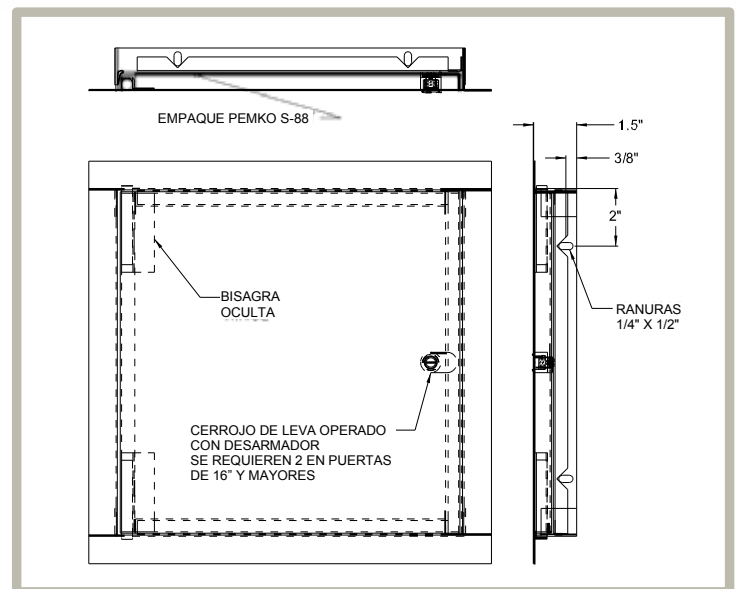 EMPAQUE PEMKO S-88
1.5"
3/8"
2"
BISAGRA
OCULTA
RANURAS
1/4" X 1/2"
CERROJO DE LEVA OPERADO
CON DESARMADOR
SE REQUIEREN 2 EN PUERTAS
DE 16” Y MAYORES